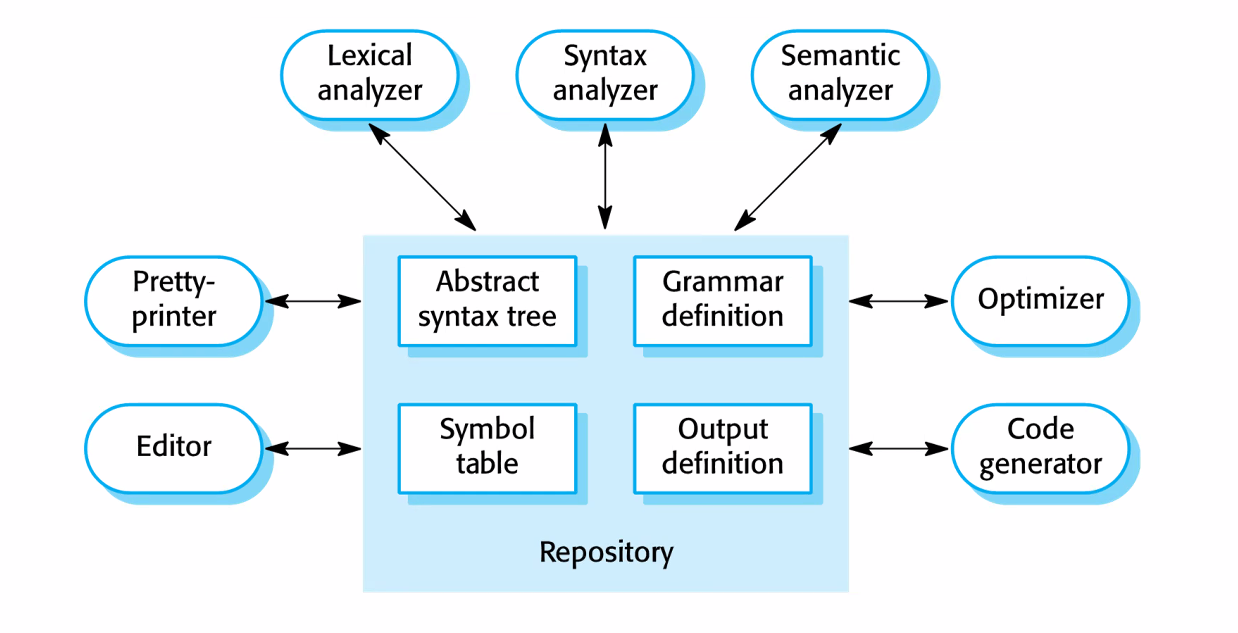 Lexical
analyzer
Syntax
analyzer
Semantic
analyzer
Pretty-
printer
Abstract
syntax tree
Grammar
definition
Optimizer
Editor
Symbol
table
Output
definition
Code
generator
Repository